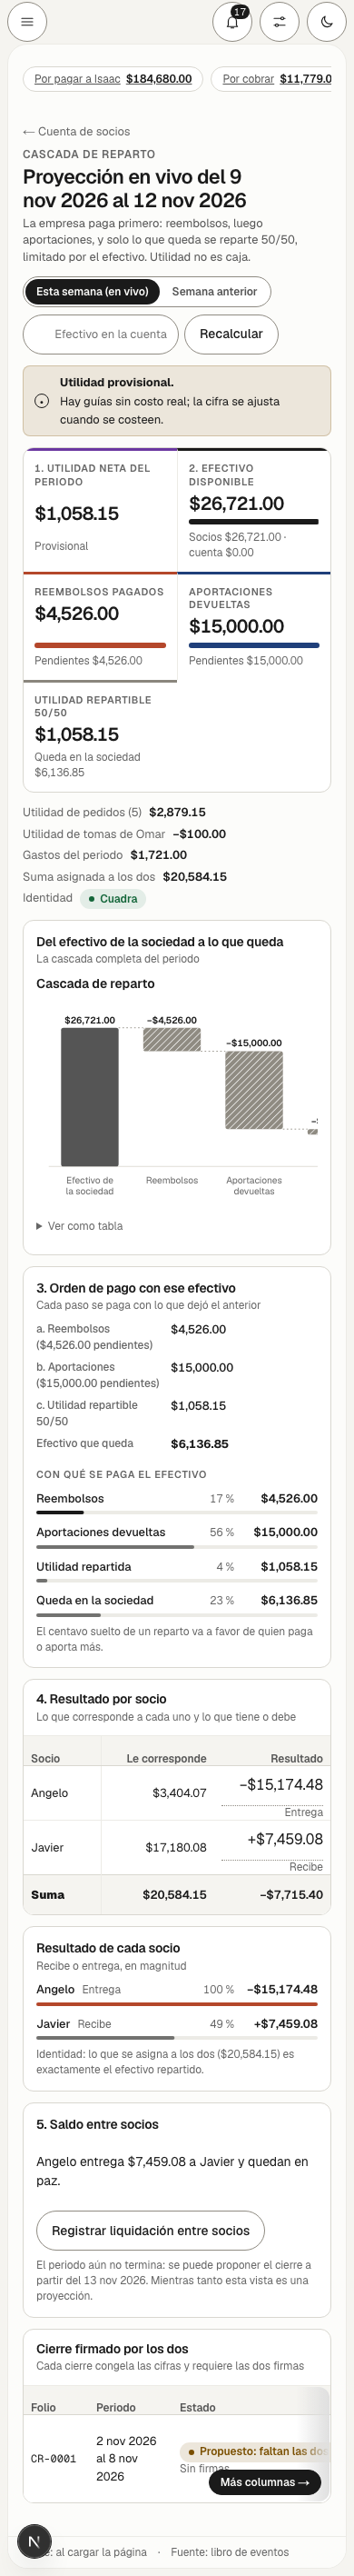 17
Por pagar a Isaac $184,680.00
Por cobrar $11,779.0
← Cuenta de socios
CASCADA DE REPARTO
Proyección en vivo del 9
nov 2026 al 12 nov 2026
La empresa paga primero: reembolsos, luego
aportaciones, y solo lo que queda se reparte 50/50,
limitado por el efectivo. Utilidad no es caja.
Esta semana (en vivo) Semana anterior
Efectivo en la cuenta Recalcular
Utilidad provisional.
Hay guías sin costo real; la cifra se ajusta
cuando se costeen.
1. UTILIDAD NETA DEL
PERIODO
$1,058.15
Provisional
2. EFECTIVO
DISPONIBLE
$26,721.00
Socios $26,721.00 ·
cuenta $0.00
REEMBOLSOS PAGADOS
$4,526.00
Pendientes $4,526.00
APORTACIONES
DEVUELTAS
$15,000.00
Pendientes $15,000.00
UTILIDAD REPARTIBLE
50/50
$1,058.15
Queda en la sociedad
$6,136.85
Utilidad de pedidos (5) $2,879.15
Utilidad de tomas de Omar −$100.00
Gastos del periodo $1,721.00
Suma asignada a los dos $20,584.15
Identidad Cuadra
Del efectivo de la sociedad a lo que queda
La cascada completa del periodo
Cascada de reparto
$26,721.00 −$4,526.00
−$15,000.00
Efectivo de
la sociedad
Reembolsos
Aportaciones
devueltas
▶ Ver como tabla
3. Orden de pago con ese efectivo
Cada paso se paga con lo que dejó el anterior
a. Reembolsos
($4,526.00 pendientes)
$4,526.00
b. Aportaciones
($15,000.00 pendientes)
$15,000.00
c. Utilidad repartible
50/50
$1,058.15
Efectivo que queda $6,136.85
CON QUÉ SE PAGA EL EFECTIVO
Reembolsos 17 % $4,526.00
Aportaciones devueltas 56 % $15,000.00
Utilidad repartida 4 % $1,058.15
Queda en la sociedad 23 % $6,136.85
El centavo suelto de un reparto va a favor de quien paga
o aporta más.
4. Resultado por socio
Lo que corresponde a cada uno y lo que tiene o debe
Socio Le corresponde Resultado
Angelo $3,404.07 −$15,174.48
Entrega
Javier $17,180.08 +$7,459.08
Recibe
Suma $20,584.15 −$7,715.40
Resultado de cada socio
Recibe o entrega, en magnitud
Angelo Entrega 100 % −$15,174.48
Javier Recibe 49 % +$7,459.08
Identidad: lo que se asigna a los dos ($20,584.15) es
exactamente el efectivo repartido.
5. Saldo entre socios
Angelo entrega $7,459.08 a Javier y quedan en
paz.
Registrar liquidación entre socios
El periodo aún no termina: se puede proponer el cierre a
partir del 13 nov 2026. Mientras tanto esta vista es una
proyección.
Cierre firmado por los dos
Cada cierre congela las cifras y requiere las dos firmas
Folio Periodo Estado
CR-0001
2 nov 2026
al 8 nov
2026
Propuesto: faltan las dos
Sin firmas
Más columnas →
N
al cargar la página · Fuente: libro de eventos